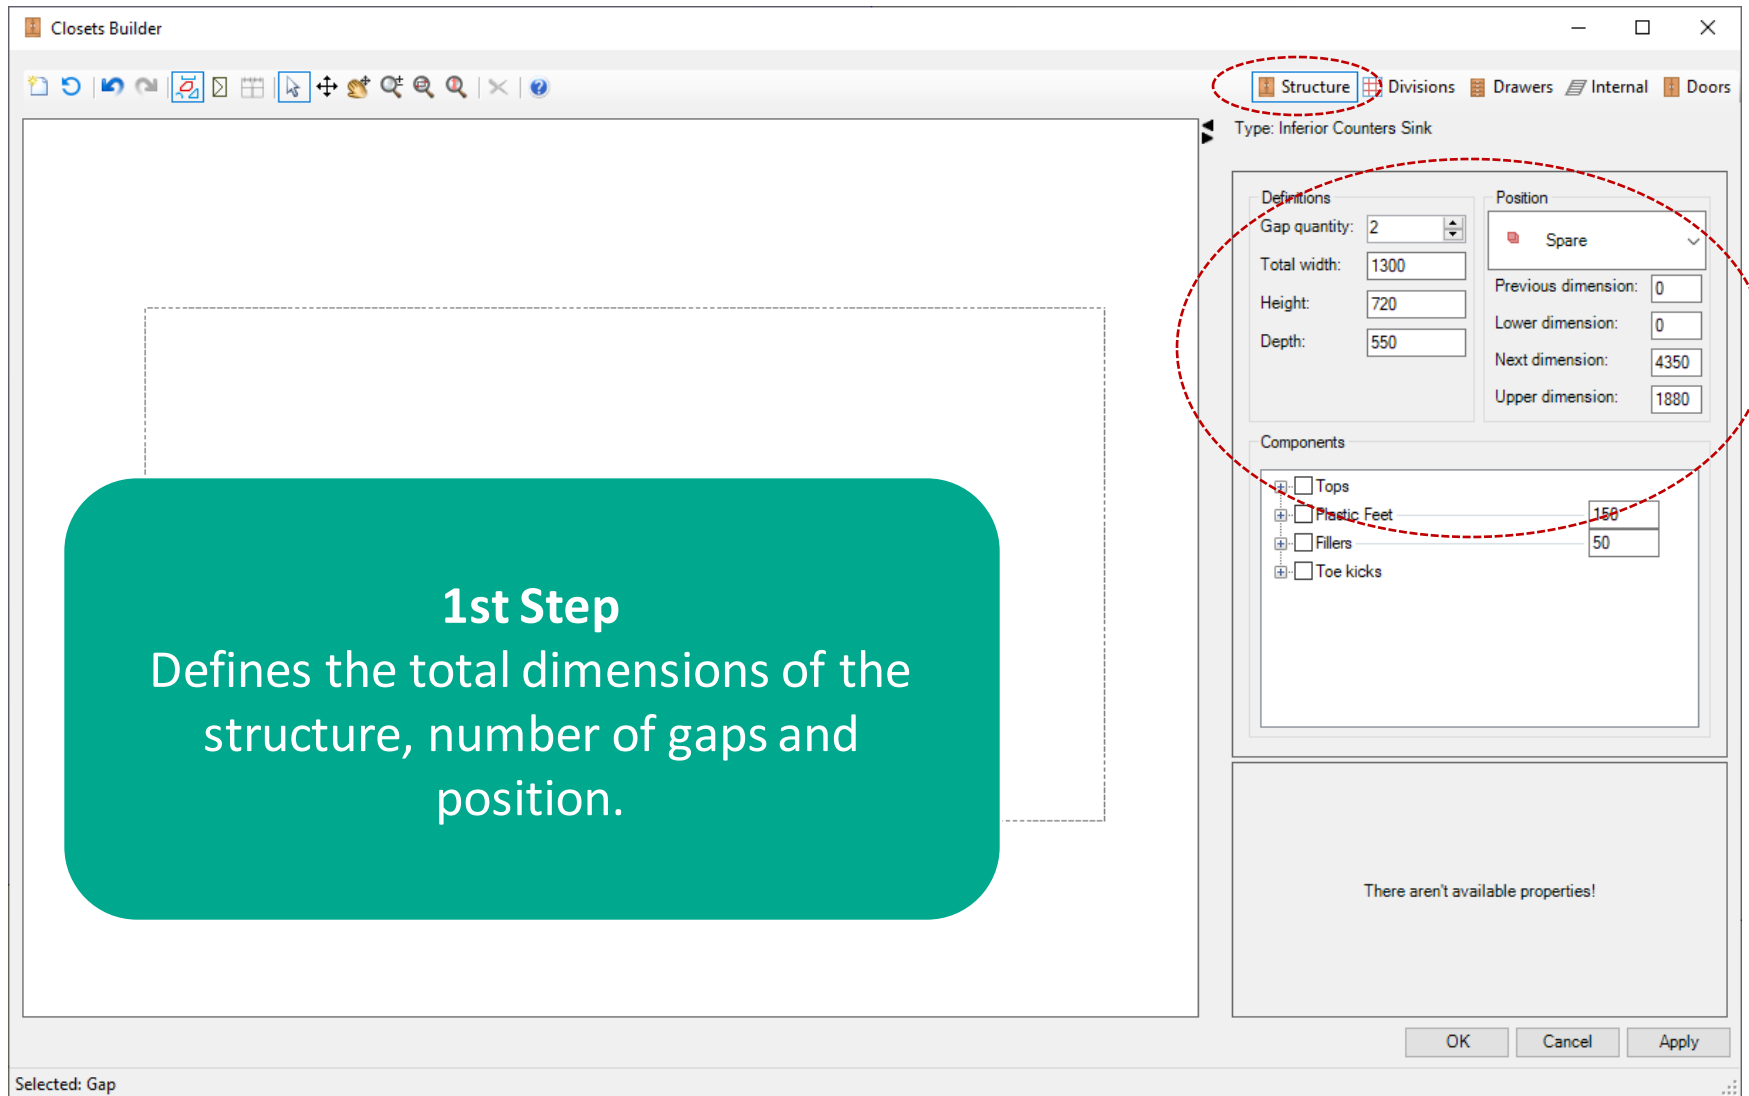 Closets Builder
Structure Divisions Drawers Internal Doors
Type: Inferior Counters Sink
Definitions
Gap quantity: 2
Total width: 1300
Height: 720
Depth: 550
Position
Spare
Previous dimension: 0
Lower dimension: 0
Next dimension: 4350
Upper dimension: 1880
Components
Tops
Plastic Feet 150
Fillers 50
Toe kicks
1st Step
Defines the total dimensions of the
structure, number of gaps and
position.
There aren't available properties!
OK Cancel Apply
Selected: Gap